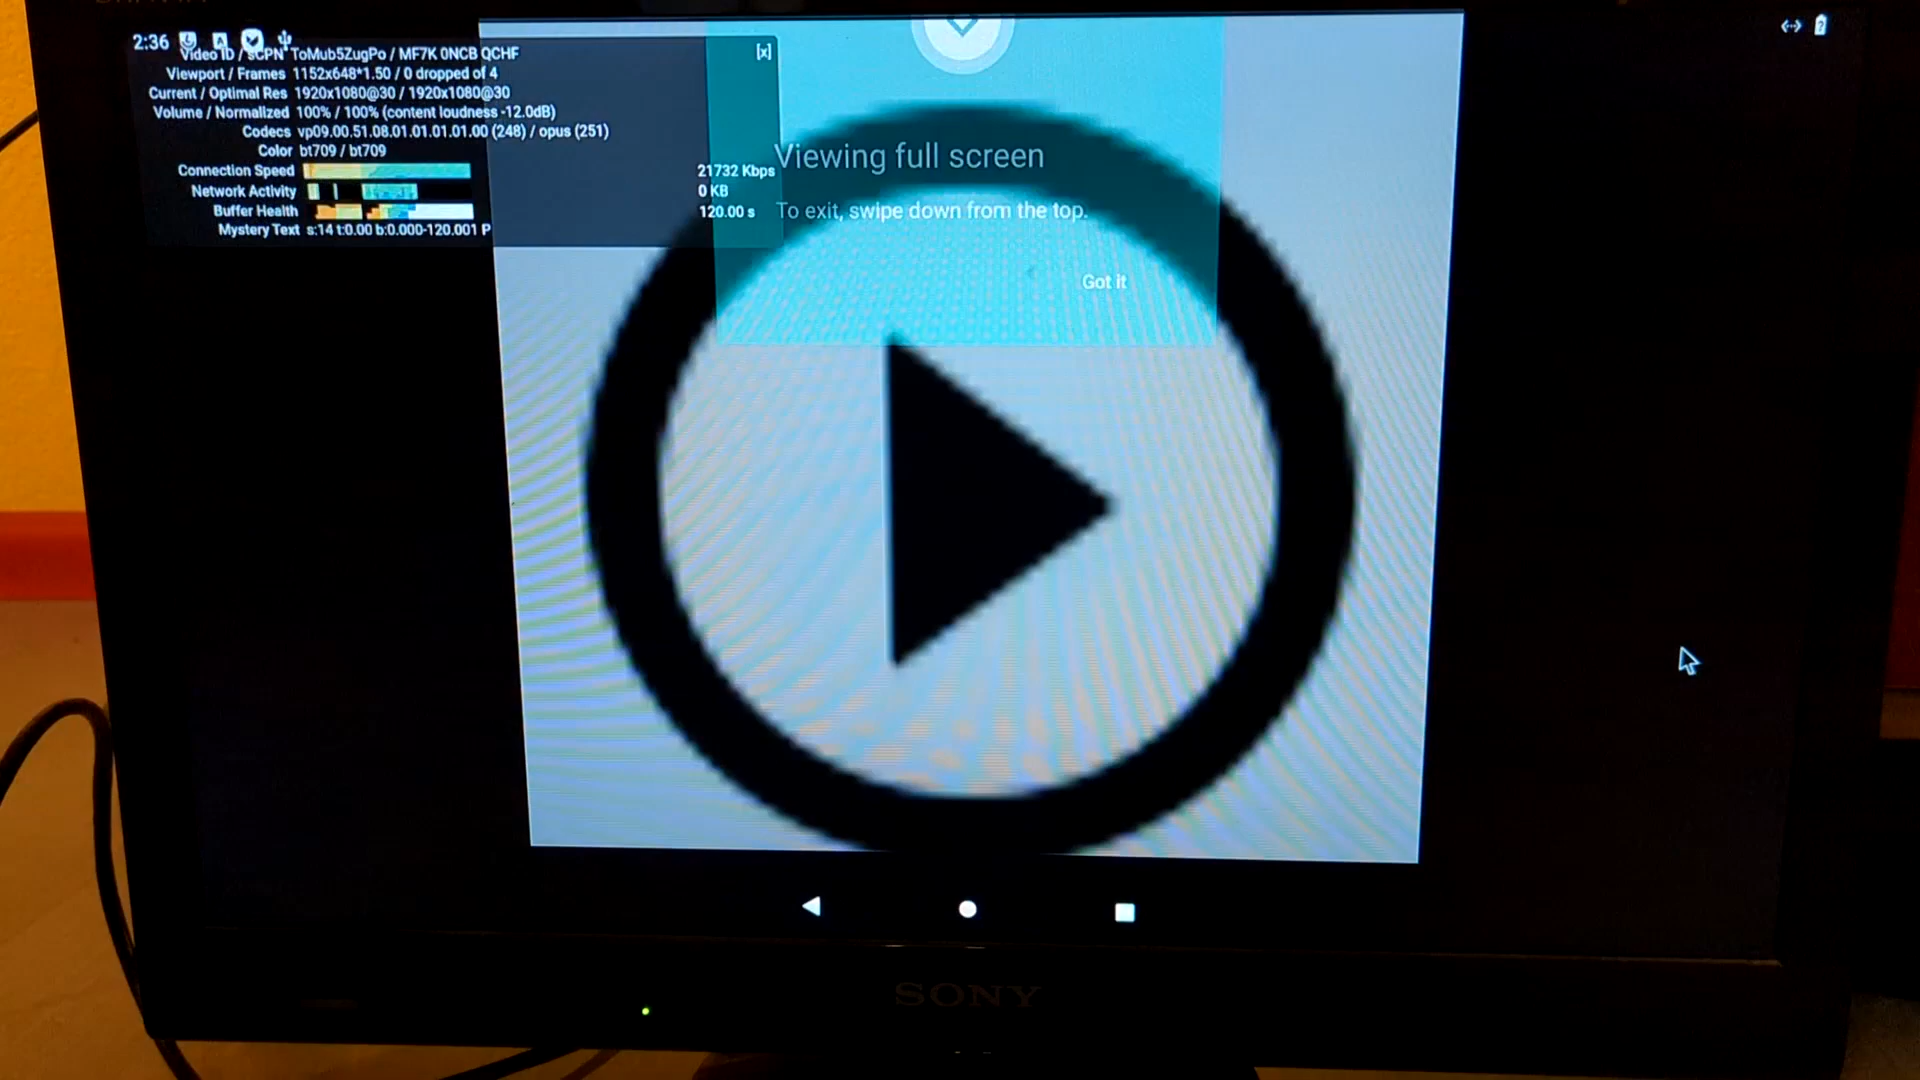 2:36
Video ID / sCPN ToMub5ZugPo / MF7K 0NCB QCHF
[x]
Viewport / Frames 1152x648*1.50 / 0 dropped of 4
Current / Optimal Res 1920x1080@30 / 1920x1080@30
Volume / Normalized 100% / 100% (content loudness -12.0dB)
Codecs vp09.00.51.08.01.01.01.01.00 (248) / opus (251)
Color bt709 / bt709
Connection Speed 21732 Kbps
Network Activity 0 KB
Buffer Health 120.00 s
Mystery Text s:14 t:0.00 b:0.000-120.001 P
Viewing full screen
To exit, swipe down from the top.
Got it
SONY